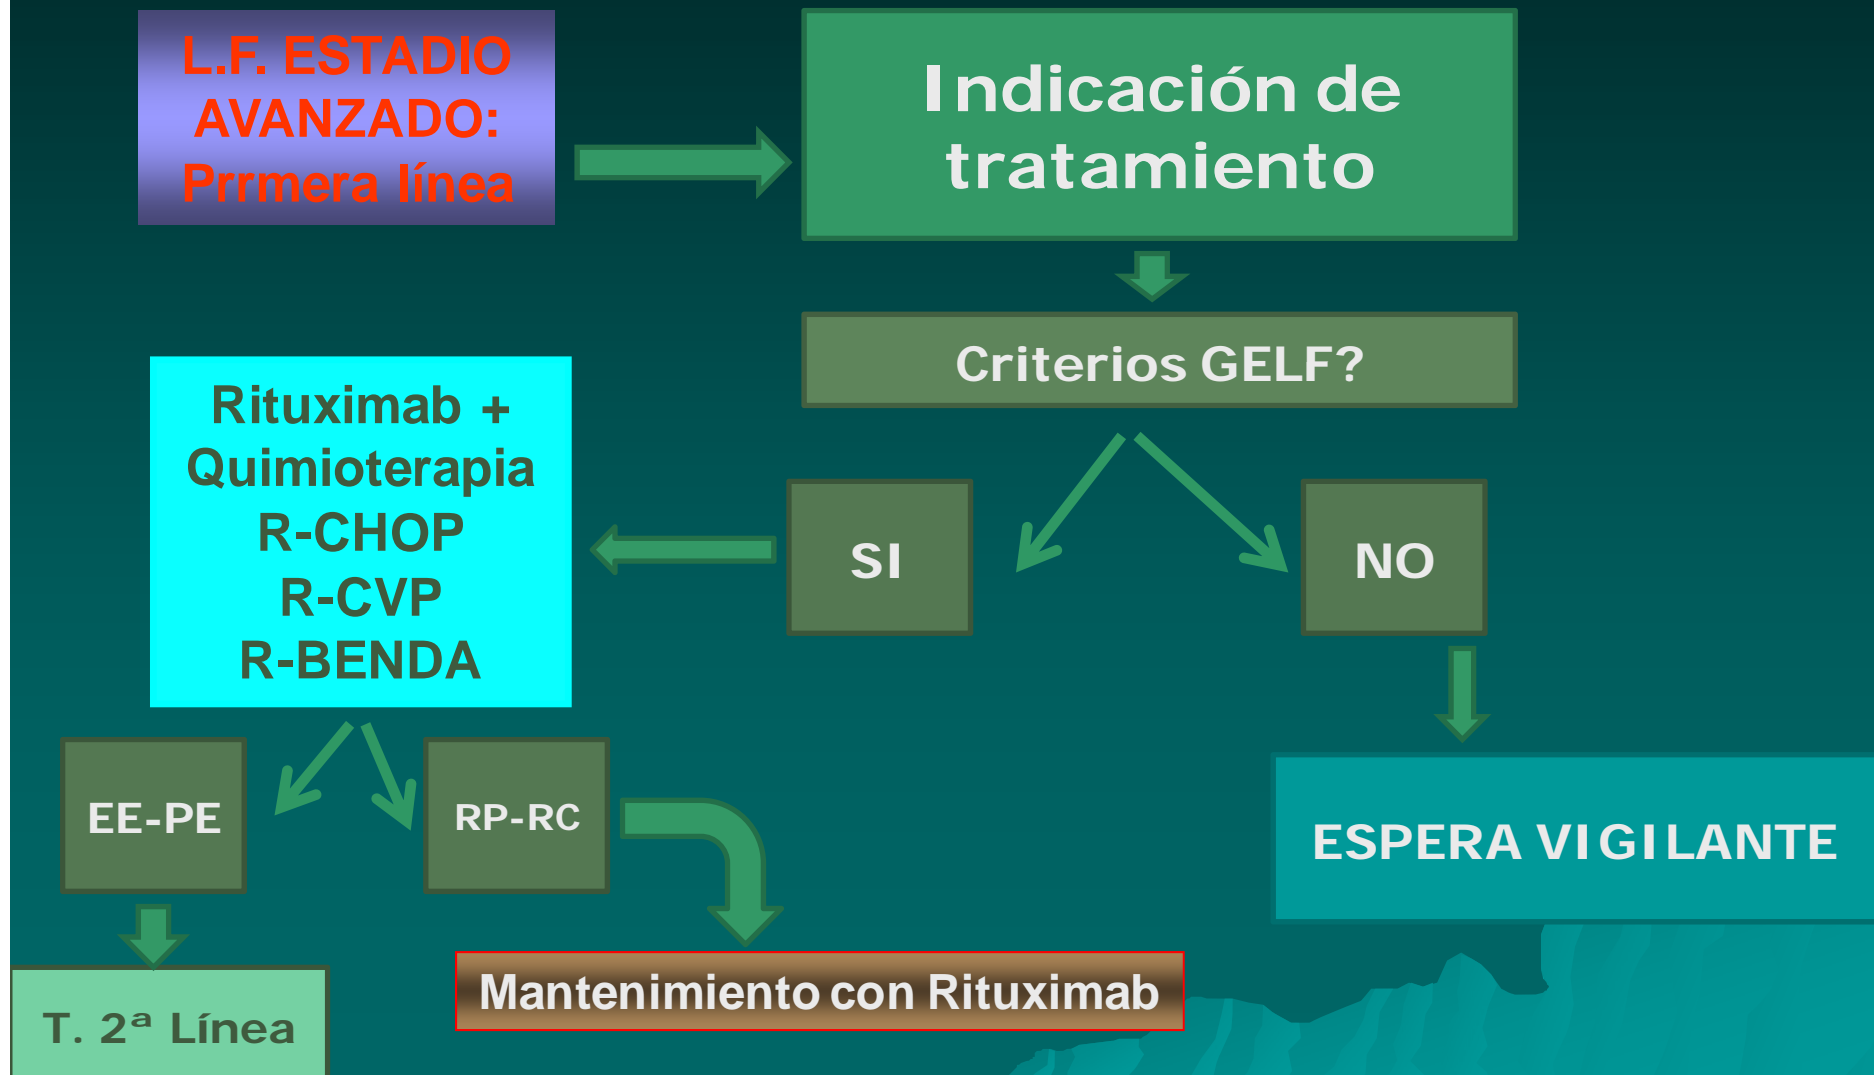 L.F. ESTADIO
AVANZADO:
Prrmera línea
Indicación de
tratamiento
Criterios GELF?
Rituximab +
Quimioterapia
R-CHOP
R-CVP
R-BENDA
SI
NO
EE-PE
RP-RC
ESPERA VIGILANTE
Mantenimiento con Rituximab
T. 2ª Línea